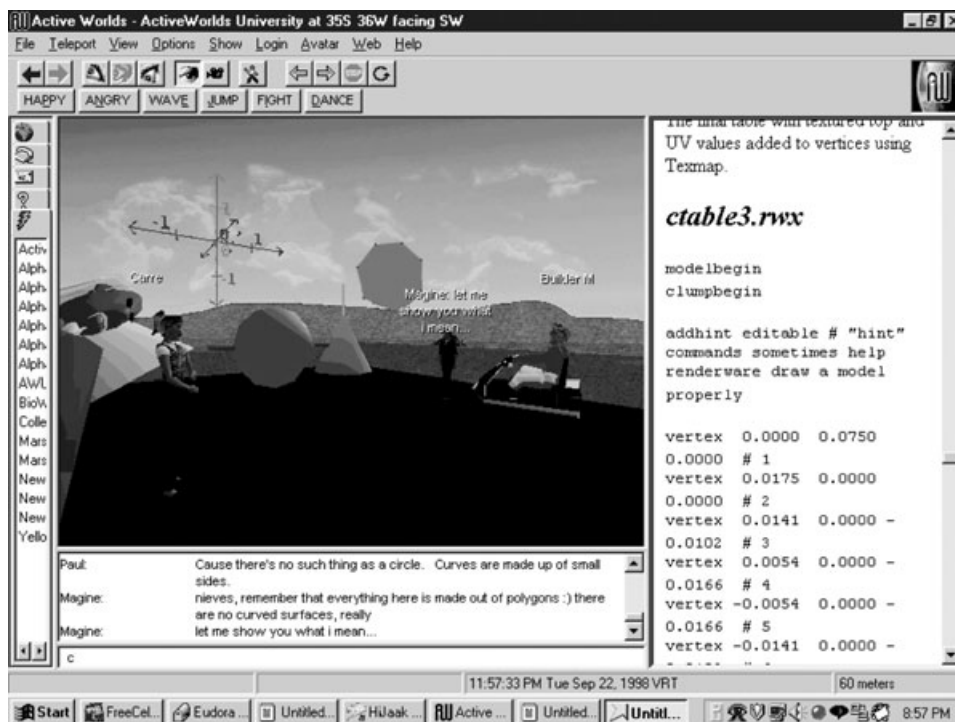 Active Worlds - ActiveWorlds University at 35S 36W facing SW
File Teleport View Options Show Login Avatar Web Help
HAPPY ANGRY WAVE JUMP FIGHT DANCE
Activ
Alpha
Alpha
Alpha
Alpha
Alpha
Alpha
AWL
BioW
Colle
Mars
Mars
New
New
New
Yello
-1 1
-1
Carre
Builder M
Magine: let me
show you what
i mean...
Paul: Cause there's no such thing as a circle. Curves are made up of small
sides.
Magine: nieves, remember that everything here is made out of polygons :) there
are no curved surfaces, really
Magine: let me show you what i mean...
c
The final table with textured top and
UV values added to vertices using
Texmap.
ctable3.rwx
modelbegin
clumpbegin
addhint editable # "hint"
commands sometimes help
renderware draw a model
properly
vertex 0.0000 0.0750
0.0000 # 1
vertex 0.0175 0.0000
0.0000 # 2
vertex 0.0141 0.0000 -
0.0102 # 3
vertex 0.0054 0.0000 -
0.0166 # 4
vertex -0.0054 0.0000 -
0.0166 # 5
vertex -0.0141 0.0000 -
11:57:33 PM Tue Sep 22, 1998 VRT 60 meters
Start FreeCel... Eudora ... Untitled... HiJaak ... Active ... Untitled... Untitl... 8:57 PM